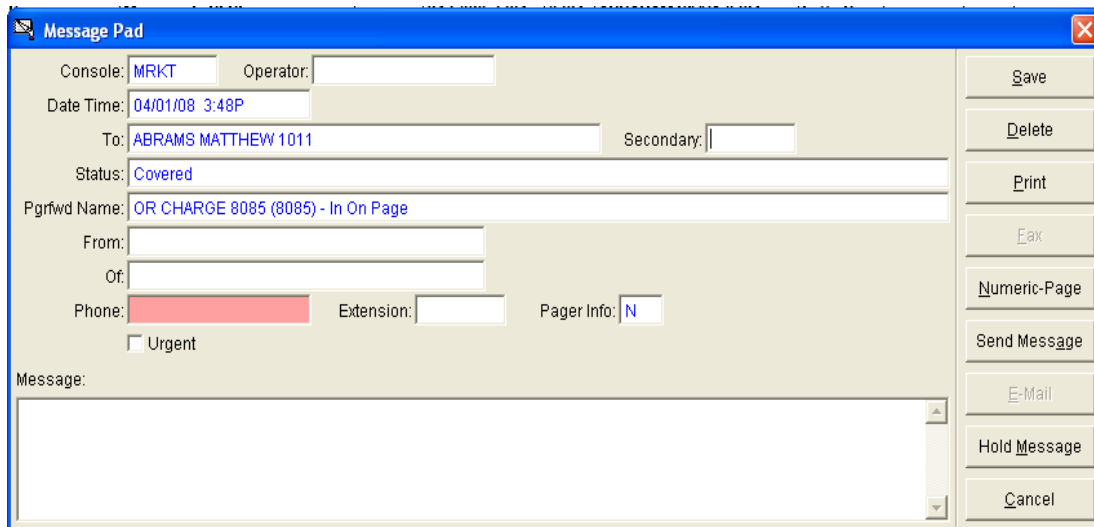 Message Pad
Console: MRKT Operator:
Date Time: 04/01/08 3:48P
To: ABRAMS MATTHEW 1011 Secondary:
Status: Covered
Pgrfwd Name: OR CHARGE 8085 (8085) - In On Page
From:
Of:
Phone: Extension: Pager Info: N
Urgent
Message:
Save
Delete
Print
Fax
Numeric-Page
Send Message
E-Mail
Hold Message
Cancel